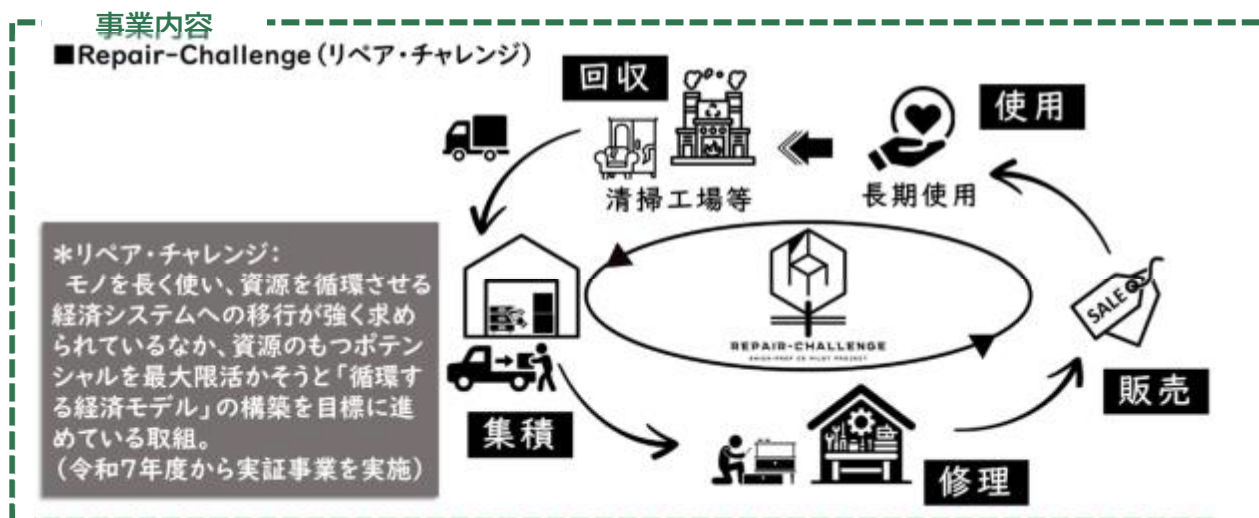 事業内容
■Repair-Challenge(リペア・チャレンジ)
回収
使用
清掃工場等
長期使用
*リペア・チャレンジ:
モノを長く使い、資源を循環させる
経済システムへの移行が強く求め
られているなか、資源のもつポテン
シャルを最大限活かそうと「循環す
る経済モデル」の構築を目標に進
めている取組。
(令和7年度から実証事業を実施)
REPAIR-CHALLENGE
SALE
販売
集積
修理